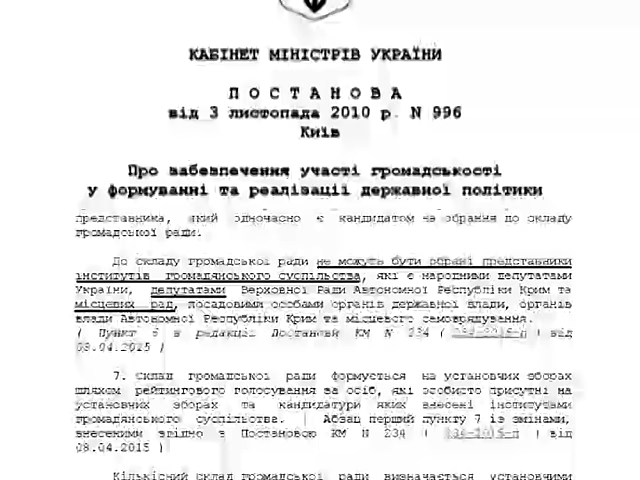 КАБІНЕТ МІНІСТРІВ УКРАЇНИ
П О С Т А Н О В А
від 3 листопада 2010 р. N 996
Київ
Про забезпечення участі громадськості
у формуванні та реалізації державної політики
представника, який одночасно є кандидатом на обрання до складу
громадської ради.
До складу громадської ради не можуть бути обрані представники
інститутів громадянського суспільства, які є народними депутатами
України, депутатами Верховної Ради Автономної Республіки Крим та
місцевих рад, посадовими особами органів державної влади, органів
влади Автономної Республіки Крим та місцевого самоврядування.
( Пункт 6 в редакції Постанови КМ N 234 ( 234-2015-п ) від
08.04.2015 )
7. Склад громадської ради формується на установчих зборах
шляхом рейтингового голосування за осіб, які особисто присутні на
установчих зборах та кандидатури яких внесені інститутами
громадянського суспільства. ( Абзац перший пункту 7 із змінами,
внесеними згідно з Постановою КМ N 234 ( 234-2015-п ) від
08.04.2015 )
Кількісний склад громадської ради визначається установчими